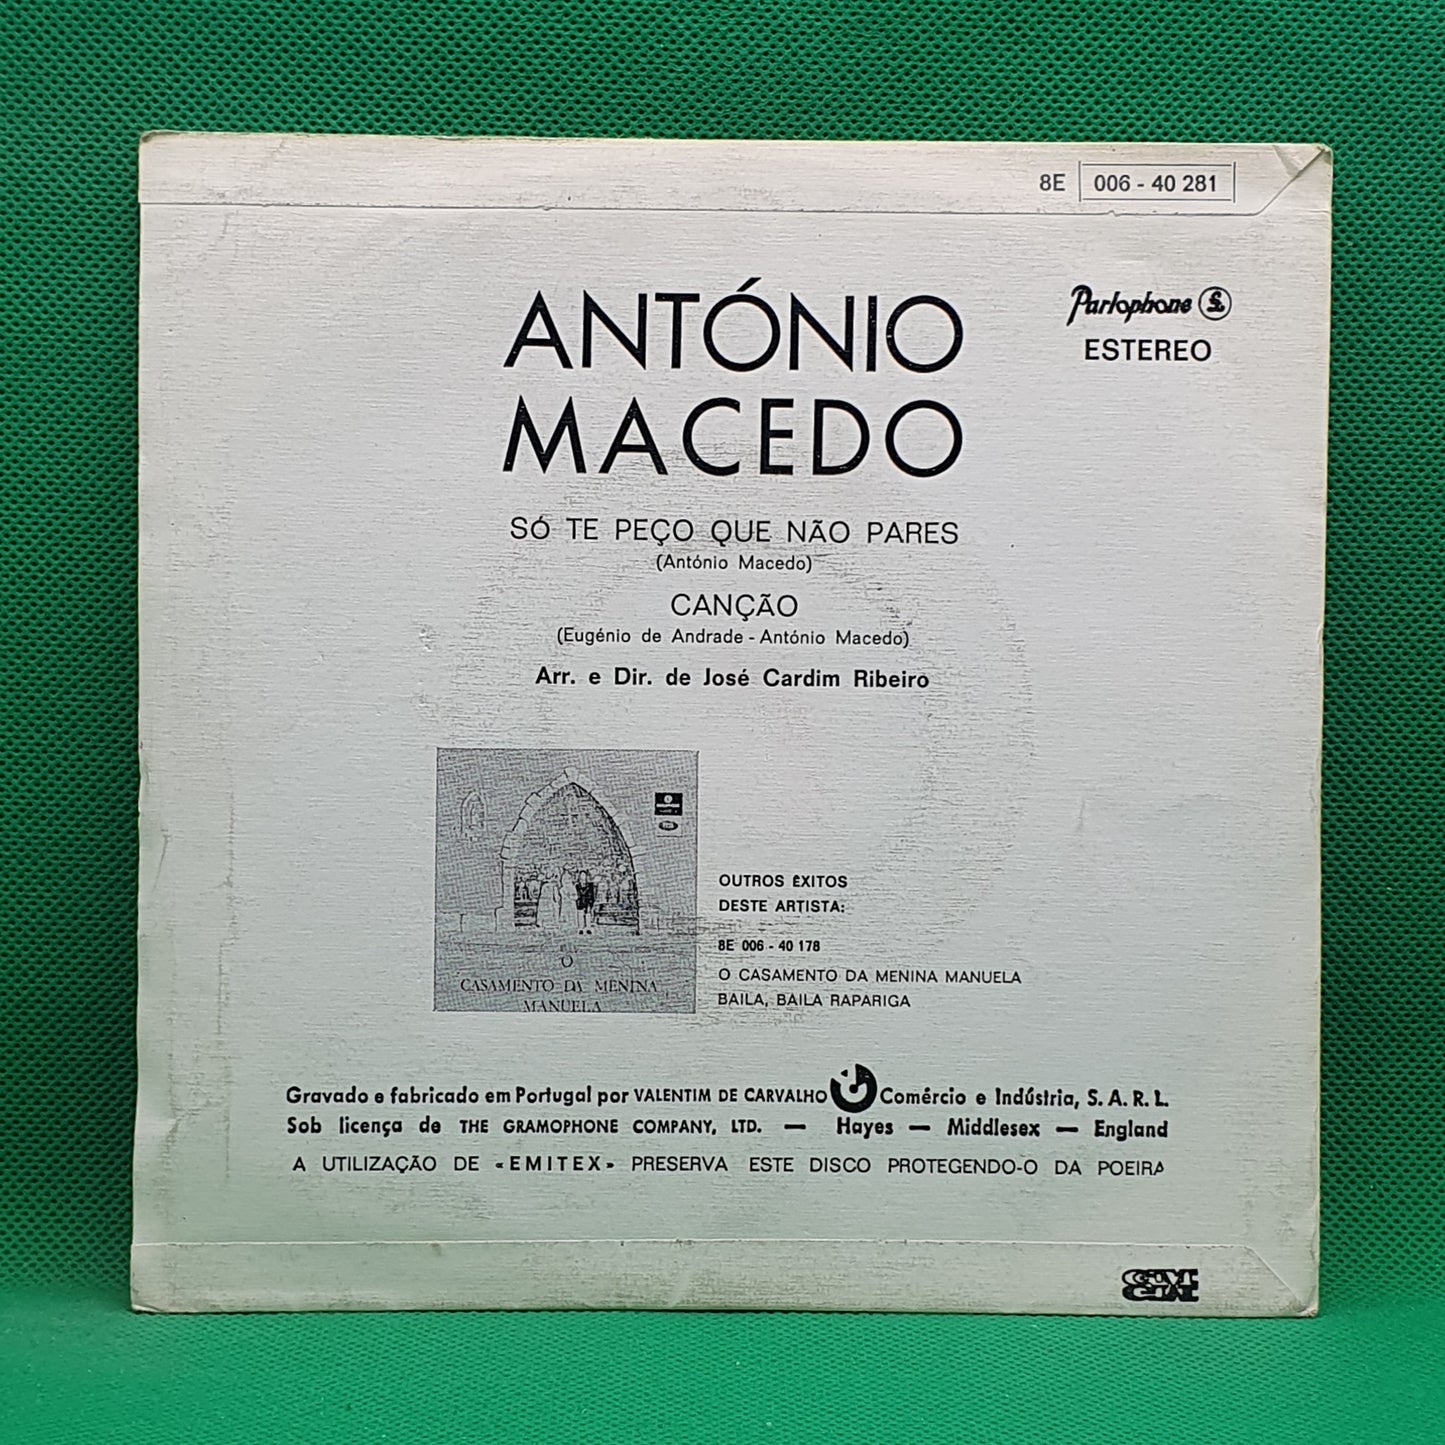 8E 006 - 40 281
Parlophone
ESTEREO
ANTÓNIO
MACEDO
SÓ TE PEÇO QUE NÃO PARES
(António Macedo)
CANÇÃO
(Eugénio de Andrade - António Macedo)
Arr. e Dir. de José Cardim Ribeiro
O
CASAMENTO DA MENINA
MANUELA
OUTROS ÊXITOS
DESTE ARTISTA:
8E 006 - 40 178
O CASAMENTO DA MENINA MANUELA
BAILA, BAILA RAPARIGA
Gravado e fabricado em Portugal por VALENTIM DE CARVALHO Comércio e Indústria, S. A. R. L.
Sob licença de THE GRAMOPHONE COMPANY, LTD. — Hayes — Middlesex — England
A UTILIZAÇÃO DE «EMITEX» PRESERVA ESTE DISCO PROTEGENDO-O DA POEIRA